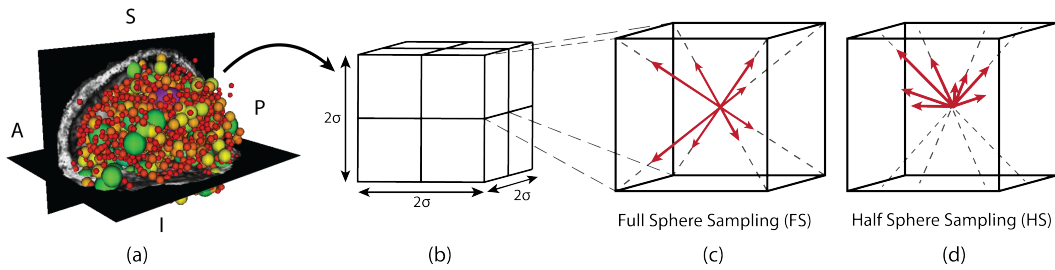 S
A
P
I
(a)
2σ
2σ
2σ
(b)
Full Sphere Sampling (FS)
(c)
Half Sphere Sampling (HS)
(d)